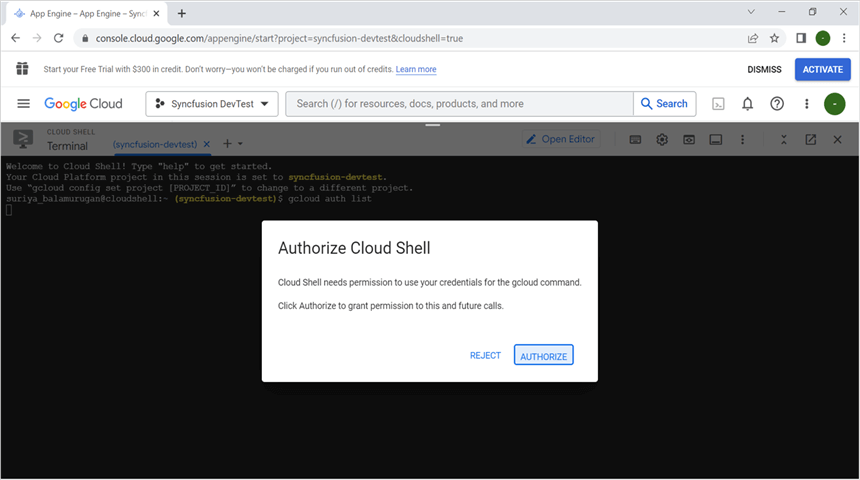 App Engine – App Engine – Sync
console.cloud.google.com/appengine/start?project=syncfusion-devtest&cloudshell=true
Start your Free Trial with $300 in credit. Don't worry—you won't be charged if you run out of credits. Learn more
DISMISS
ACTIVATE
Google Cloud
Syncfusion DevTest
Search (/) for resources, docs, products, and more
Search
CLOUD SHELL
Terminal
(syncfusion-devtest)
Open Editor
Welcome to Cloud Shell! Type "help" to get started.
Your Cloud Platform project in this session is set to syncfusion-devtest.
Use "gcloud config set project [PROJECT_ID]" to change to a different project.
suriya_balamurugan@cloudshell:~ (syncfusion-devtest)$ gcloud auth list
Authorize Cloud Shell
Cloud Shell needs permission to use your credentials for the gcloud command.
Click Authorize to grant permission to this and future calls.
REJECT
AUTHORIZE